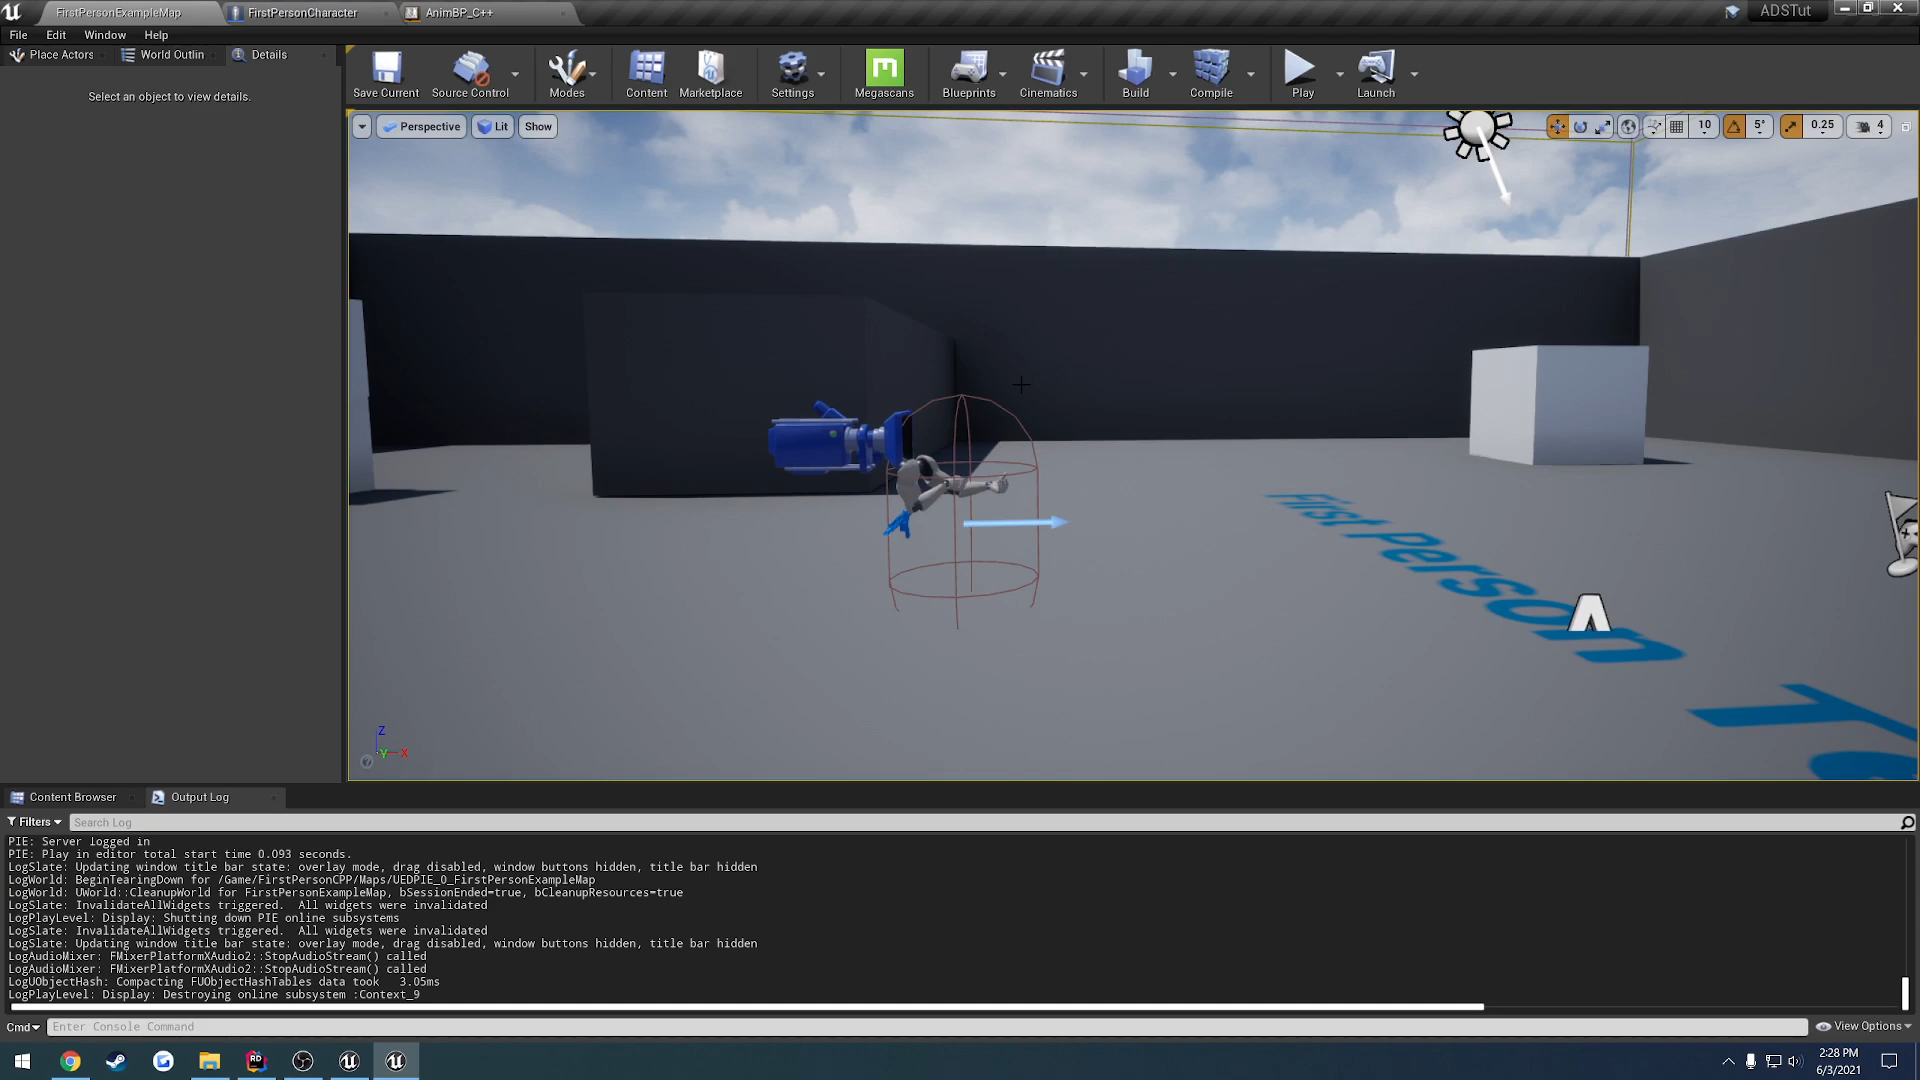 FirstPersonExampleMap
FirstPersonCharacter
AnimBP_C++
ADSTut
File Edit Window Help
Place Actors
World Outlin
Details
Select an object to view details.
Save Current
Source Control
Modes
Content
Marketplace
Settings
Megascans
Blueprints
Cinematics
Build
Compile
Play
Launch
Perspective
Lit
Show
10
5°
0.25
4
First Person
Z
Y
X
Content Browser
Output Log
Filters
Search Log
PIE: Server logged in
PIE: Play in editor total start time 0.093 seconds.
LogSlate: Updating window title bar state: overlay mode, drag disabled, window buttons hidden, title bar hidden
LogWorld: BeginTearingDown for /Game/FirstPersonCPP/Maps/UEDPIE_0_FirstPersonExampleMap
LogWorld: UWorld::CleanupWorld for FirstPersonExampleMap, bSessionEnded=true, bCleanupResources=true
LogSlate: InvalidateAllWidgets triggered.  All widgets were invalidated
LogPlayLevel: Display: Shutting down PIE online subsystems
LogSlate: InvalidateAllWidgets triggered.  All widgets were invalidated
LogSlate: Updating window title bar state: overlay mode, drag disabled, window buttons hidden, title bar hidden
LogAudioMixer: FMixerPlatformXAudio2::StopAudioStream() called
LogAudioMixer: FMixerPlatformXAudio2::StopAudioStream() called
LogUObjectHash: Compacting FUObjectHashTables data took   3.05ms
LogPlayLevel: Display: Destroying online subsystem :Context_9
Cmd
Enter Console Command
View Options
2:28 PM
6/3/2021